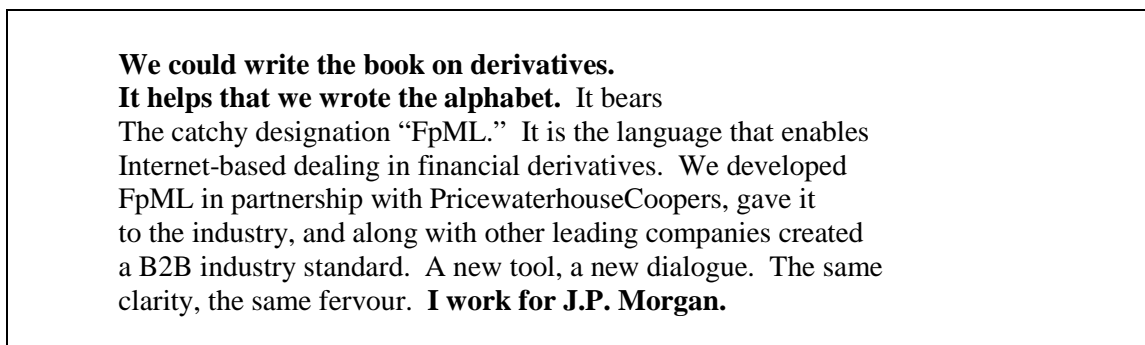 We could write the book on derivatives.
It helps that we wrote the alphabet.  It bears
The catchy designation “FpML.”  It is the language that enables
Internet-based dealing in financial derivatives.  We developed
FpML in partnership with PricewaterhouseCoopers, gave it
to the industry, and along with other leading companies created
a B2B industry standard.  A new tool, a new dialogue.  The same
clarity, the same fervour.  I work for J.P. Morgan.